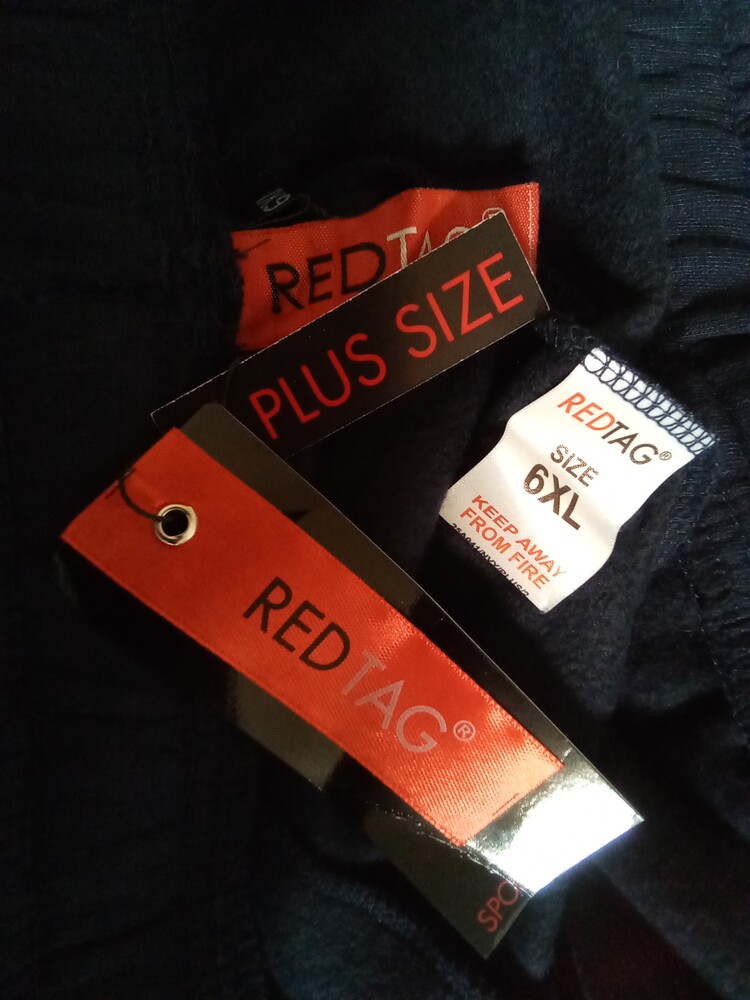 REDTAG®
PLUS SIZE
REDTAG®
SIZE
6XL
KEEP AWAY
FROM FIRE
REDTAG®